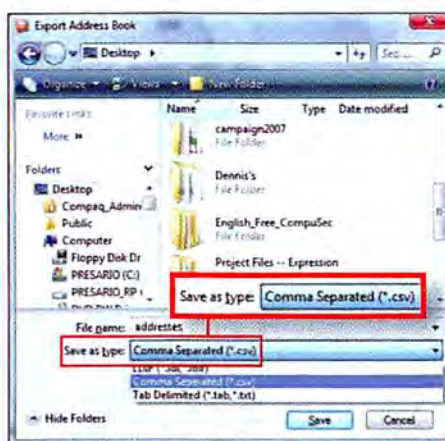 Export Address Book
Desktop
Organize Views New Folder
Favorite Links
More »
Folders
Desktop
Compaq_Admin
Public
Computer
Floppy Disk Dr
PRESARIO (C:)
PRESARIO_RP (
Name Size Type Date modified
campaign2007
File Folder
Dennis's
File Folder
English_Free_CompuSec
File Folder
Project Files -- Expression
Save as type: Comma Separated (*.csv)
File name: addresses
Save as type: Comma Separated (*.csv)
Comma Separated (*.csv)
Tab Delimited (*.tab,*.txt)
Hide Folders
Save Cancel